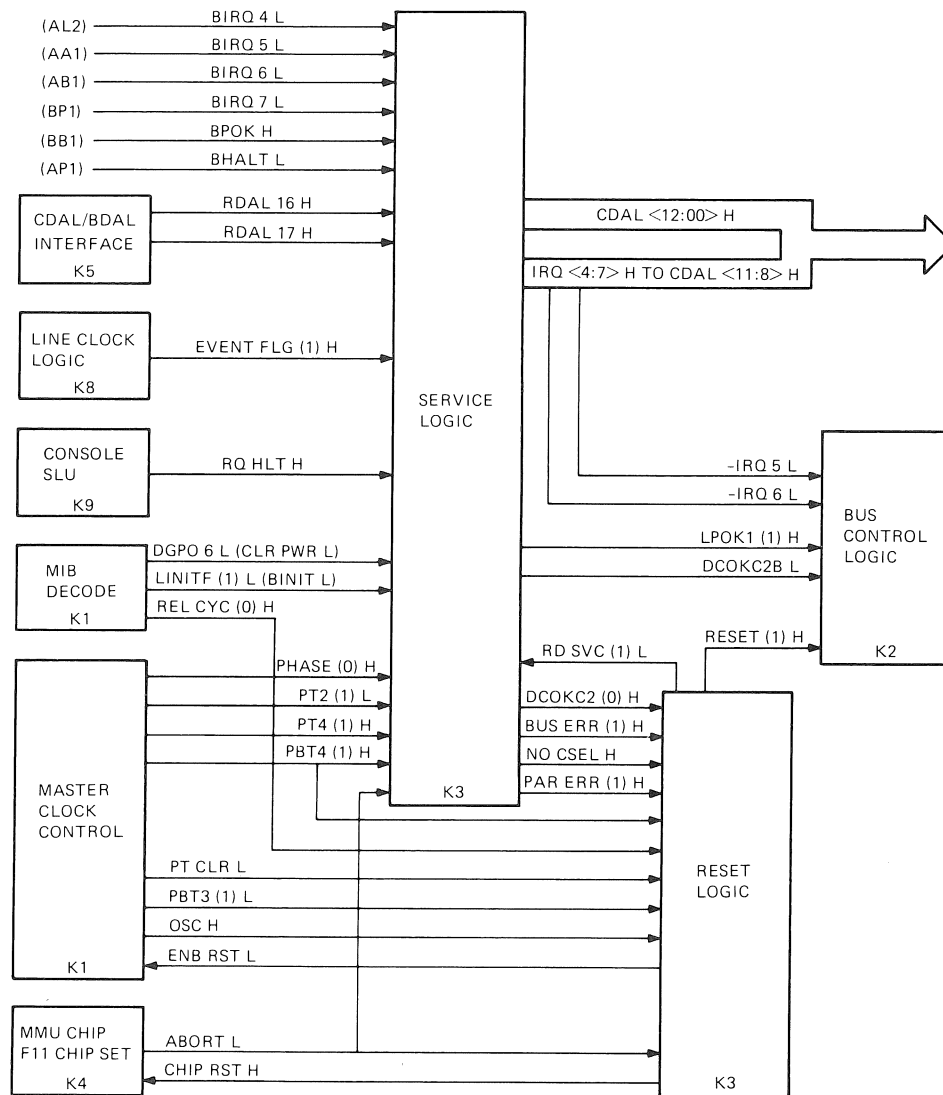 (AL2) BIRQ 4 L
(AA1) BIRQ 5 L
(AB1) BIRQ 6 L
(BP1) BIRQ 7 L
(BB1) BPOK H
(AP1) BHALT L
CDAL/BDAL
INTERFACE
K5
RDAL 16 H
RDAL 17 H
LINE CLOCK
LOGIC
K8
EVENT FLG (1) H
CONSOLE
SLU
K9
RQ HLT H
MIB
DECODE
K1
DGPO 6 L (CLR PWR L)
LINITF (1) L (BINIT L)
REL CYC (0) H
MASTER
CLOCK
CONTROL
K1
PHASE (0) H
PT2 (1) L
PT4 (1) H
PBT4 (1) H
PT CLR L
PBT3 (1) L
OSC H
ENB RST L
MMU CHIP
F11 CHIP SET
K4
ABORT L
CHIP RST H
SERVICE
LOGIC
K3
CDAL <12:00> H
IRQ <4:7> H TO CDAL <11:8> H
-IRQ 5 L
-IRQ 6 L
LPOK1 (1) H
DCOKC2B L
BUS
CONTROL
LOGIC
K2
RESET (1) H
RD SVC (1) L
DCOKC2 (0) H
BUS ERR (1) H
NO CSEL H
PAR ERR (1) H
RESET
LOGIC
K3